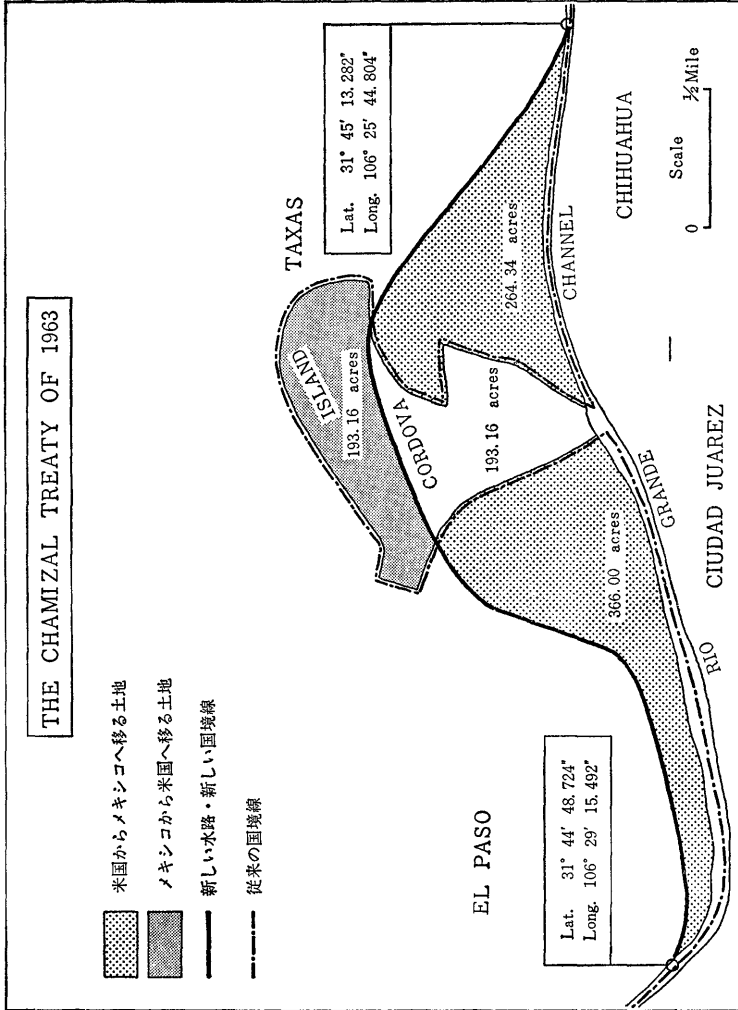 THE CHAMIZAL TREATY OF 1963
米国からメキシコへ移る土地
メキシコから米国へ移る土地
新しい水路・新しい国境線
従来の国境線
TAXAS
Lat. 31° 45′ 13.282″
Long. 106° 25′ 44.804″
ISLAND
193.16 acres
CORDOVA
193.16 acres
264.34 acres
366.00 acres
EL PASO
Lat. 31° 44′ 48.724″
Long. 106° 29′ 15.492″
RIO
GRANDE
CHANNEL
CIUDAD JUAREZ
CHIHUAHUA
Scale
0 ½Mile